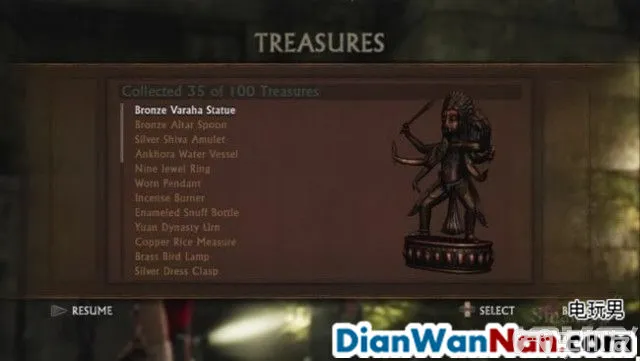 TREASURES
Collected 35 of 100 Treasures
Bronze Varaha Statue
Bronze Altar Spoon
Silver Shiva Amulet
Ankhora Water Vessel
Nine Jewel Ring
Worn Pendant
Incense Burner
Enameled Snuff Bottle
Yuan Dynasty Urn
Copper Rice Measure
Brass Bird Lamp
Silver Dress Clasp
RESUME
SELECT
电玩男
DianWanNan.com